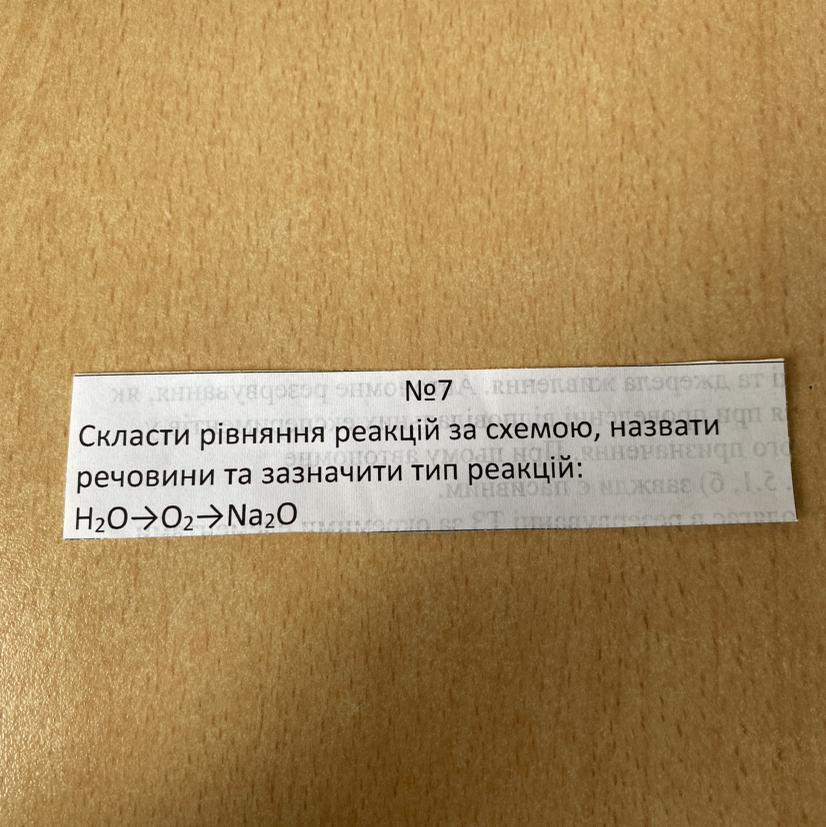 №7
Скласти рівняння реакцій за схемою, назвати
речовини та зазначити тип реакцій:
H₂O→O₂→Na₂O